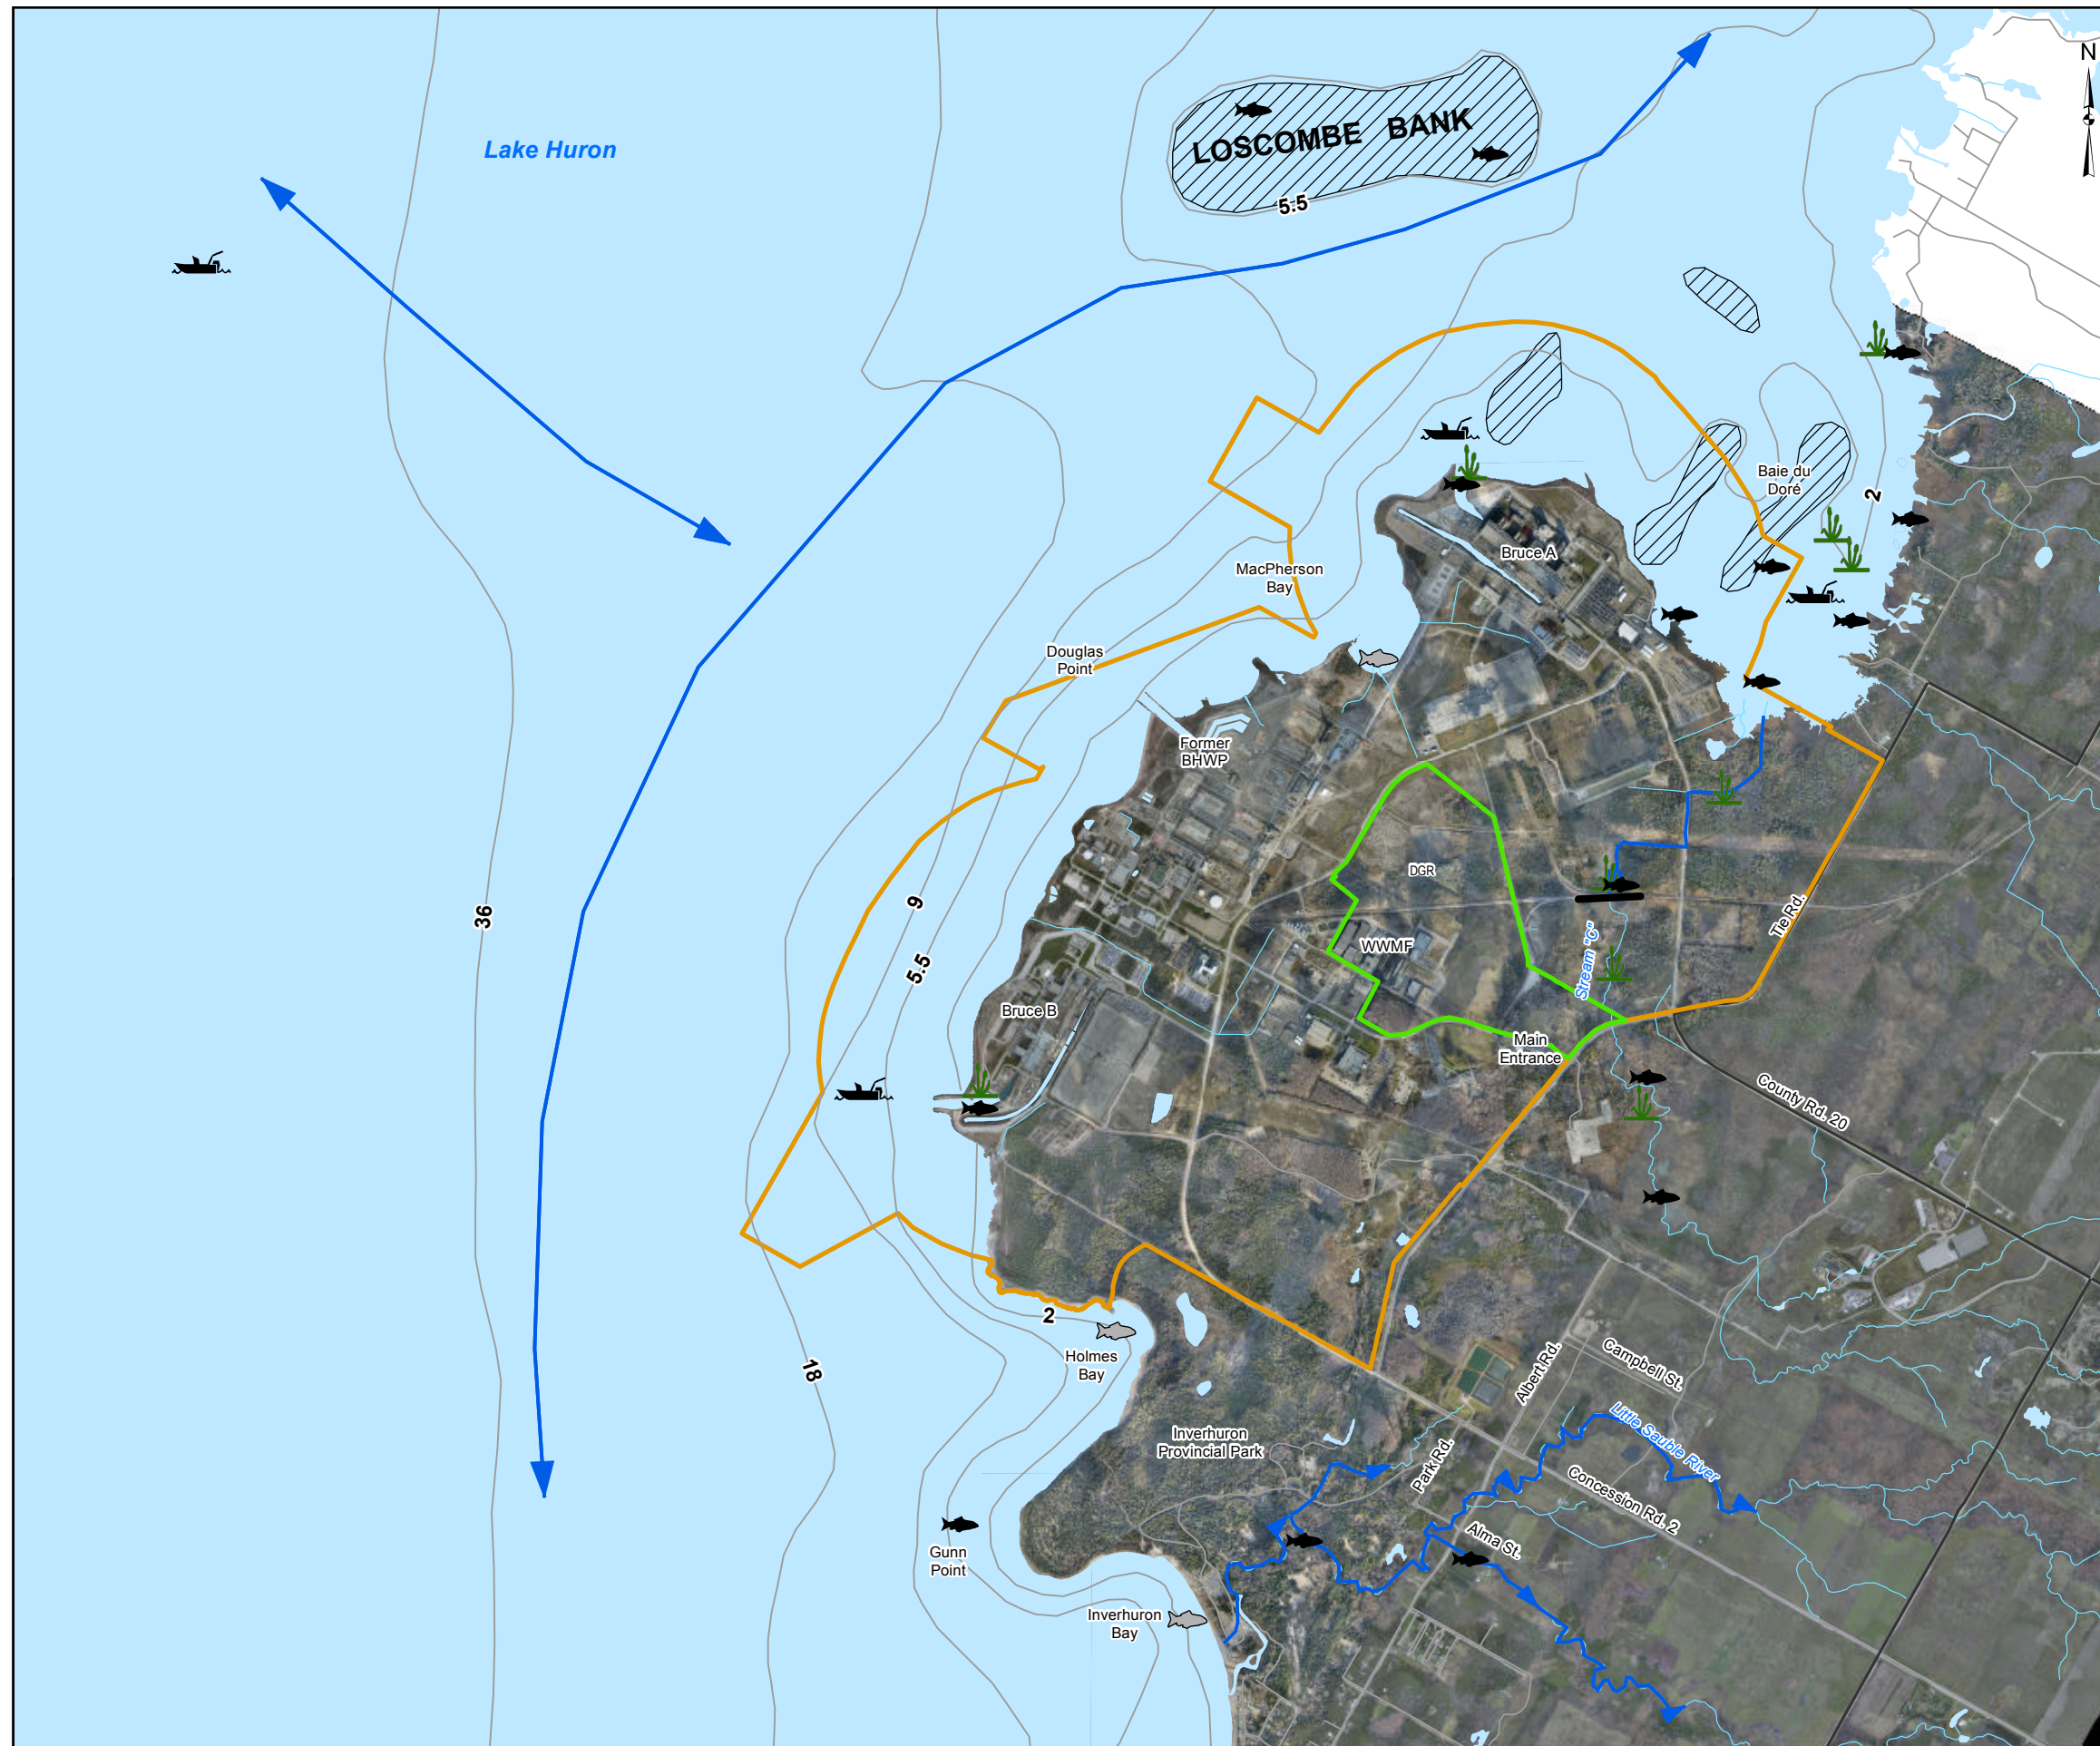 N
Lake Huron
LOSCOMBE BANK
5.5
Baie du
Doré
2
Bruce A
MacPherson
Bay
Douglas
Point
Former
BHWP
DGR
9
36
Tie Rd.
WWMF
5.5
Stream "C"
Bruce B
Main
Entrance
County Rd. 20
2
Holmes
Bay
18
Campbell St.
Albert Rd.
Inverhuron
Provincial Park
Little Sauble River
Park Rd.
Concession Rd. 2
Alma St.
Gunn
Point
Inverhuron
Bay